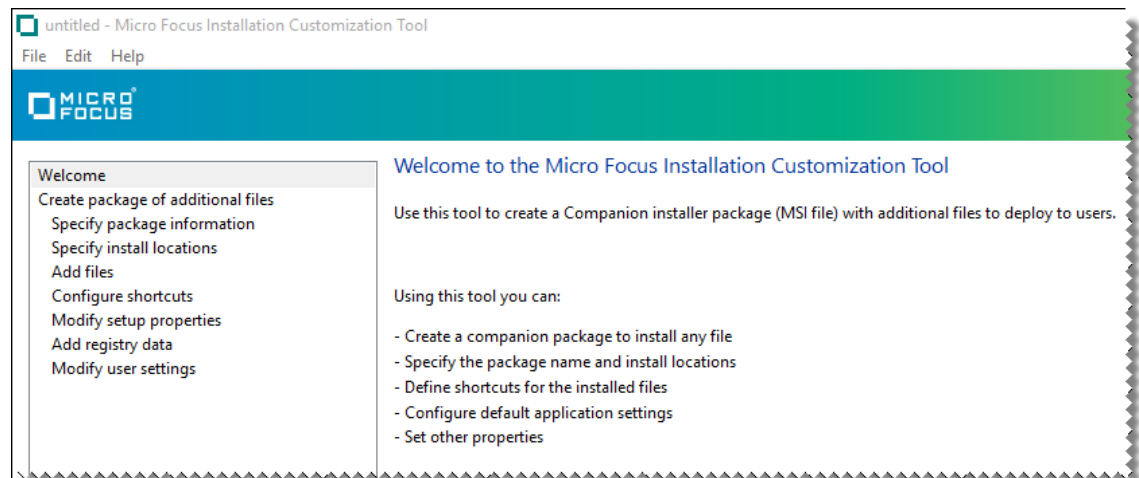 untitled - Micro Focus Installation Customization Tool
File Edit Help
MICRO
FOCUS
Welcome
Create package of additional files
Specify package information
Specify install locations
Add files
Configure shortcuts
Modify setup properties
Add registry data
Modify user settings
Welcome to the Micro Focus Installation Customization Tool
Use this tool to create a Companion installer package (MSI file) with additional files to deploy to users.
Using this tool you can:
- Create a companion package to install any file
- Specify the package name and install locations
- Define shortcuts for the installed files
- Configure default application settings
- Set other properties